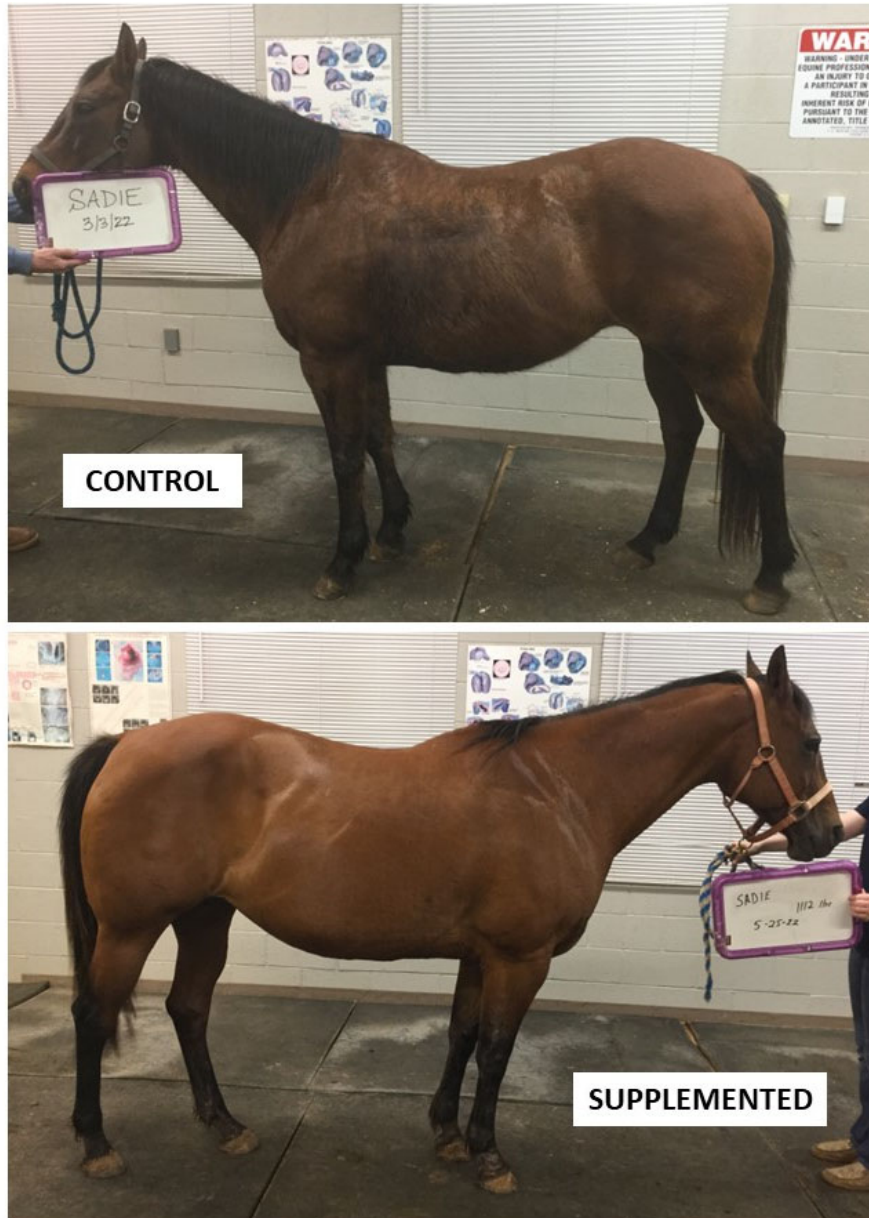 WAR
WARNING - UNDER
EQUINE PROFESSION
AN INJURY TO
A PARTICIPANT IN
RESULTING
INHERENT RISK OF
PURSUANT TO THE
ANNOTATED, TITLE
SADIE
3/3/22
CONTROL
SADIE
1112 lbs
5-25-22
SUPPLEMENTED